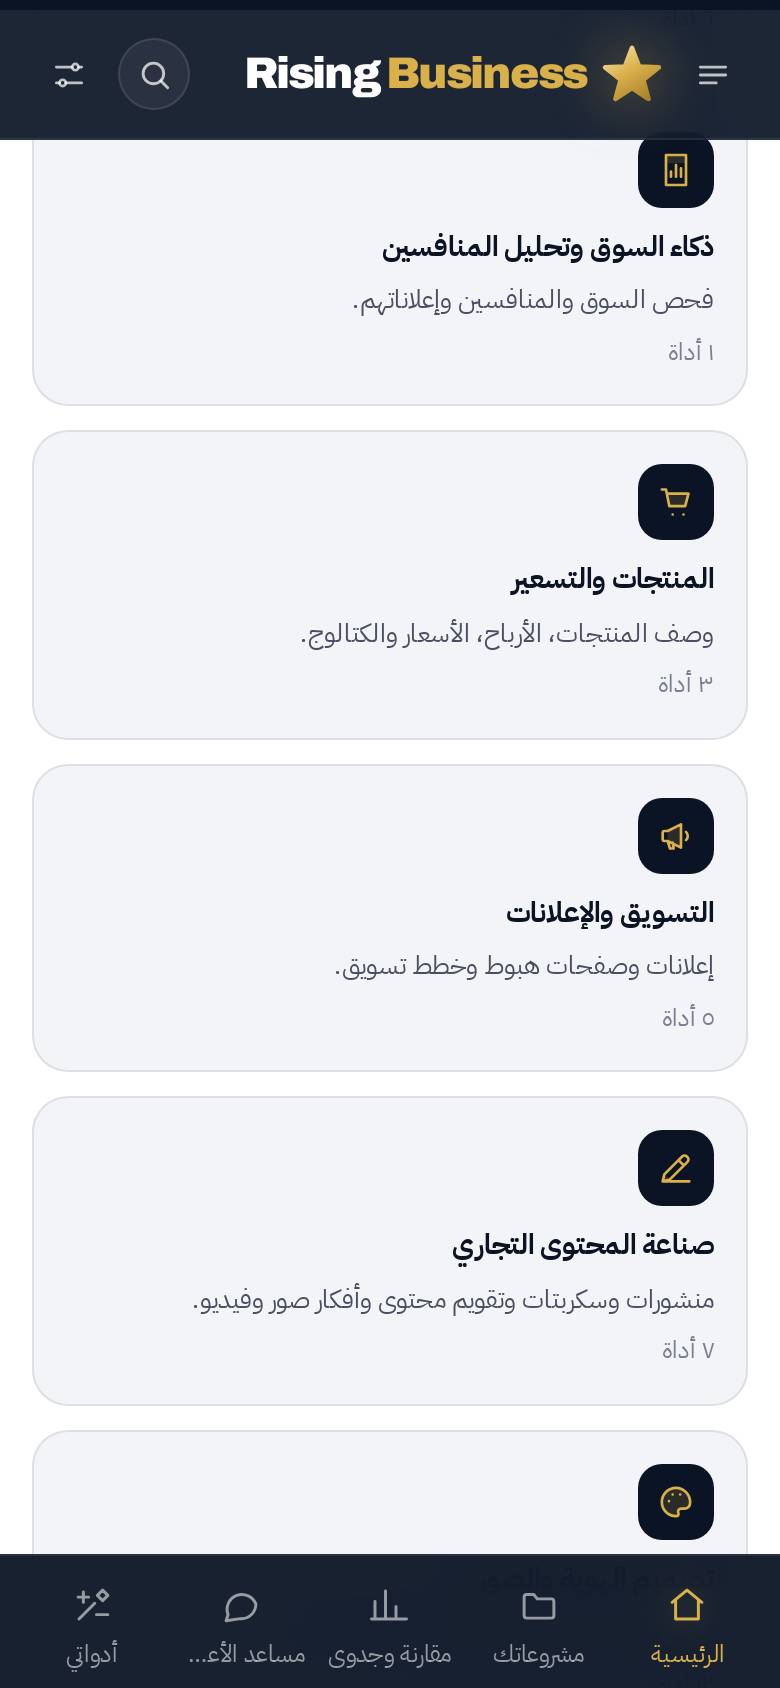 Rising Business
ذكاء السوق وتحليل المنافسين
فحص السوق والمنافسين وإعلاناتهم.
١ أداة
المنتجات والتسعير
وصف المنتجات، الأرباح، الأسعار والكتالوج.
٣ أداة
التسويق والإعلانات
إعلانات وصفحات هبوط وخطط تسويق.
٥ أداة
صناعة المحتوى التجاري
منشورات وسكربتات وتقويم محتوى وأفكار صور وفيديو.
٧ أداة
الرئيسية
مشروعاتك
مقارنة وجدوى
مساعد الأع...
أدواتي